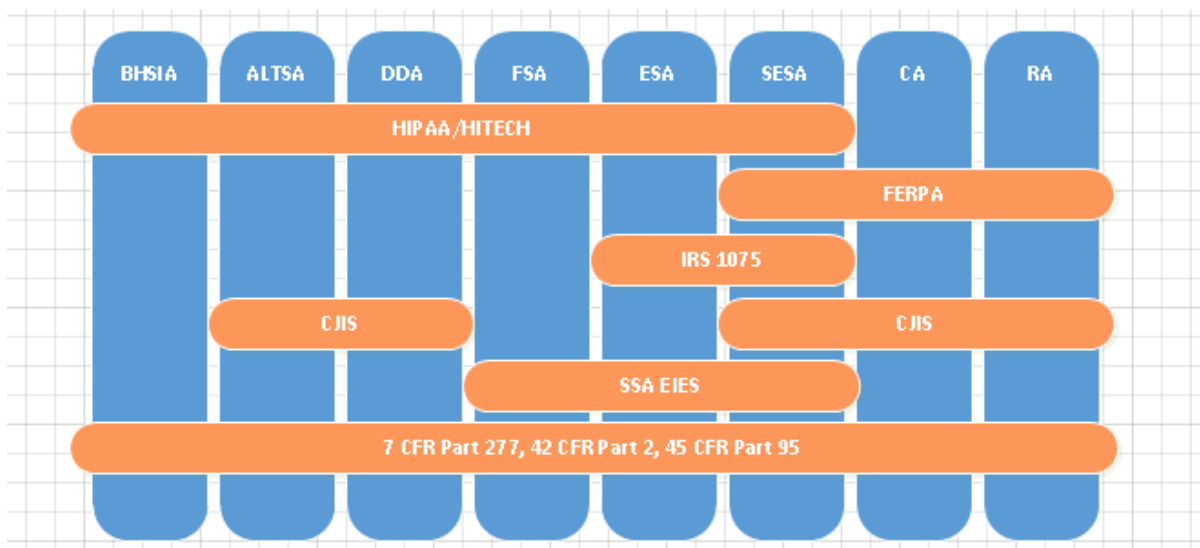 BHSIA ALTSA DDA FSA ESA SESA CA RA
HIPAA/HITECH
FERPA
IRS 1075
CJIS CJIS
SSA EIES
7 CFR Part 277, 42 CFR Part 2, 45 CFR Part 95